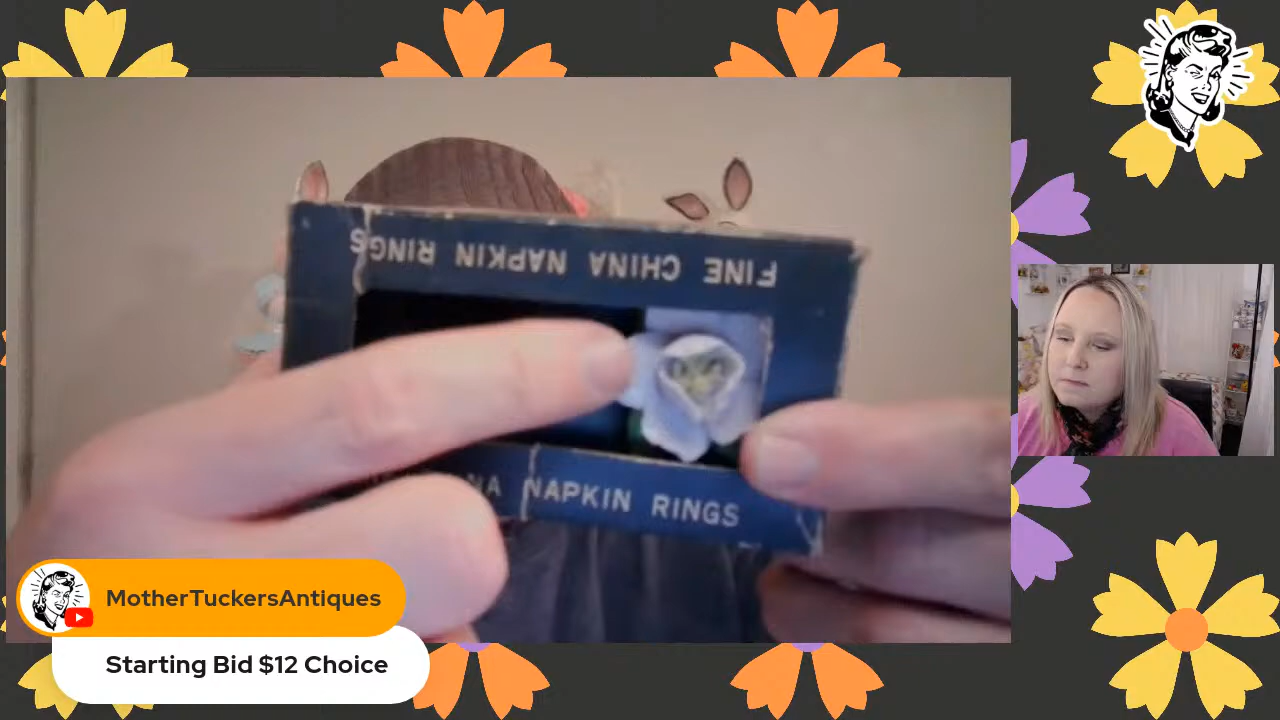 FINE CHINA NAPKIN RINGS
NAPKIN RINGS
MotherTuckersAntiques
Starting Bid $12 Choice